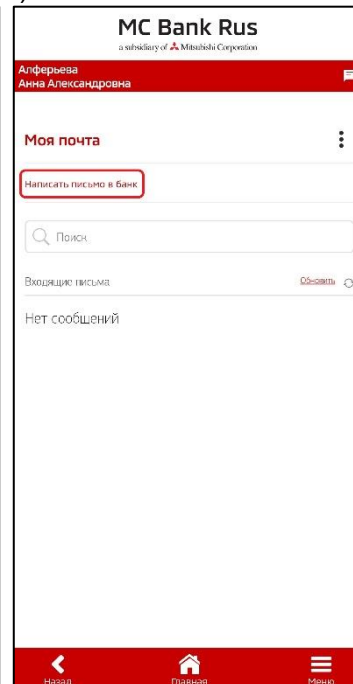 MC Bank Rus
a subsidiary of Mitsubishi Corporation
Алферьева
Анна Александровна
Моя почта
Написать письмо в банк
Поиск
Входящие письма Обновить
Нет сообщений
Назад Главная Меню